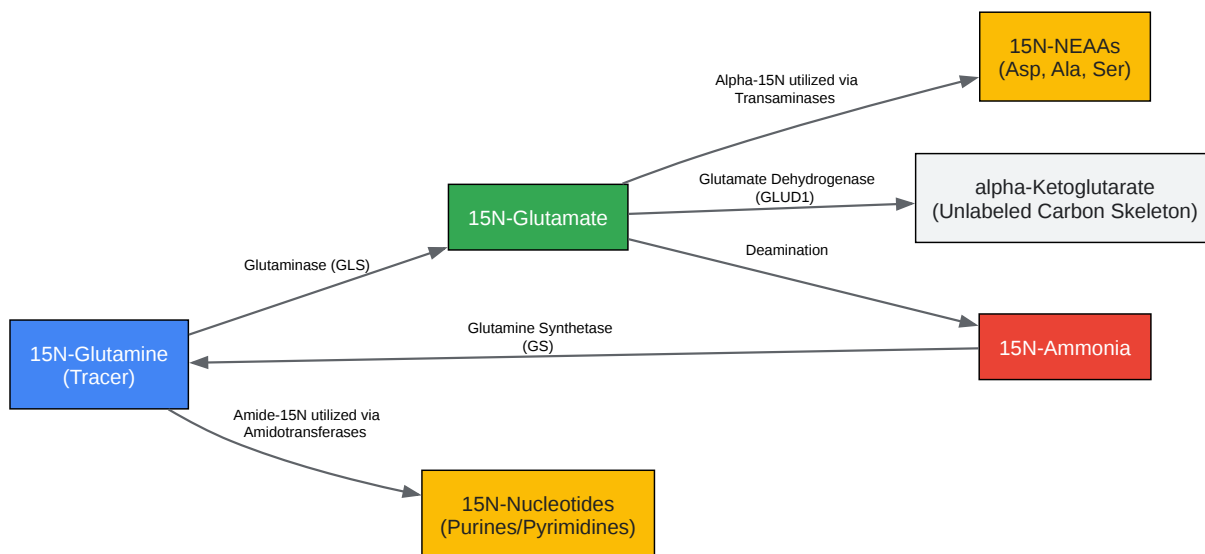 15N-NEAAs
(Asp, Ala, Ser)
Alpha-15N utilized via
Transaminases
Glutamate Dehydrogenase
(GLUD1)
alpha-Ketoglutarate
(Unlabeled Carbon Skeleton)
15N-Glutamate
Deamination
Glutaminase (GLS)
Glutamine Synthetase
(GS)
15N-Ammonia
15N-Glutamine
(Tracer)
Amide-15N utilized via
Amidotransferases
15N-Nucleotides
(Purines/Pyrimidines)